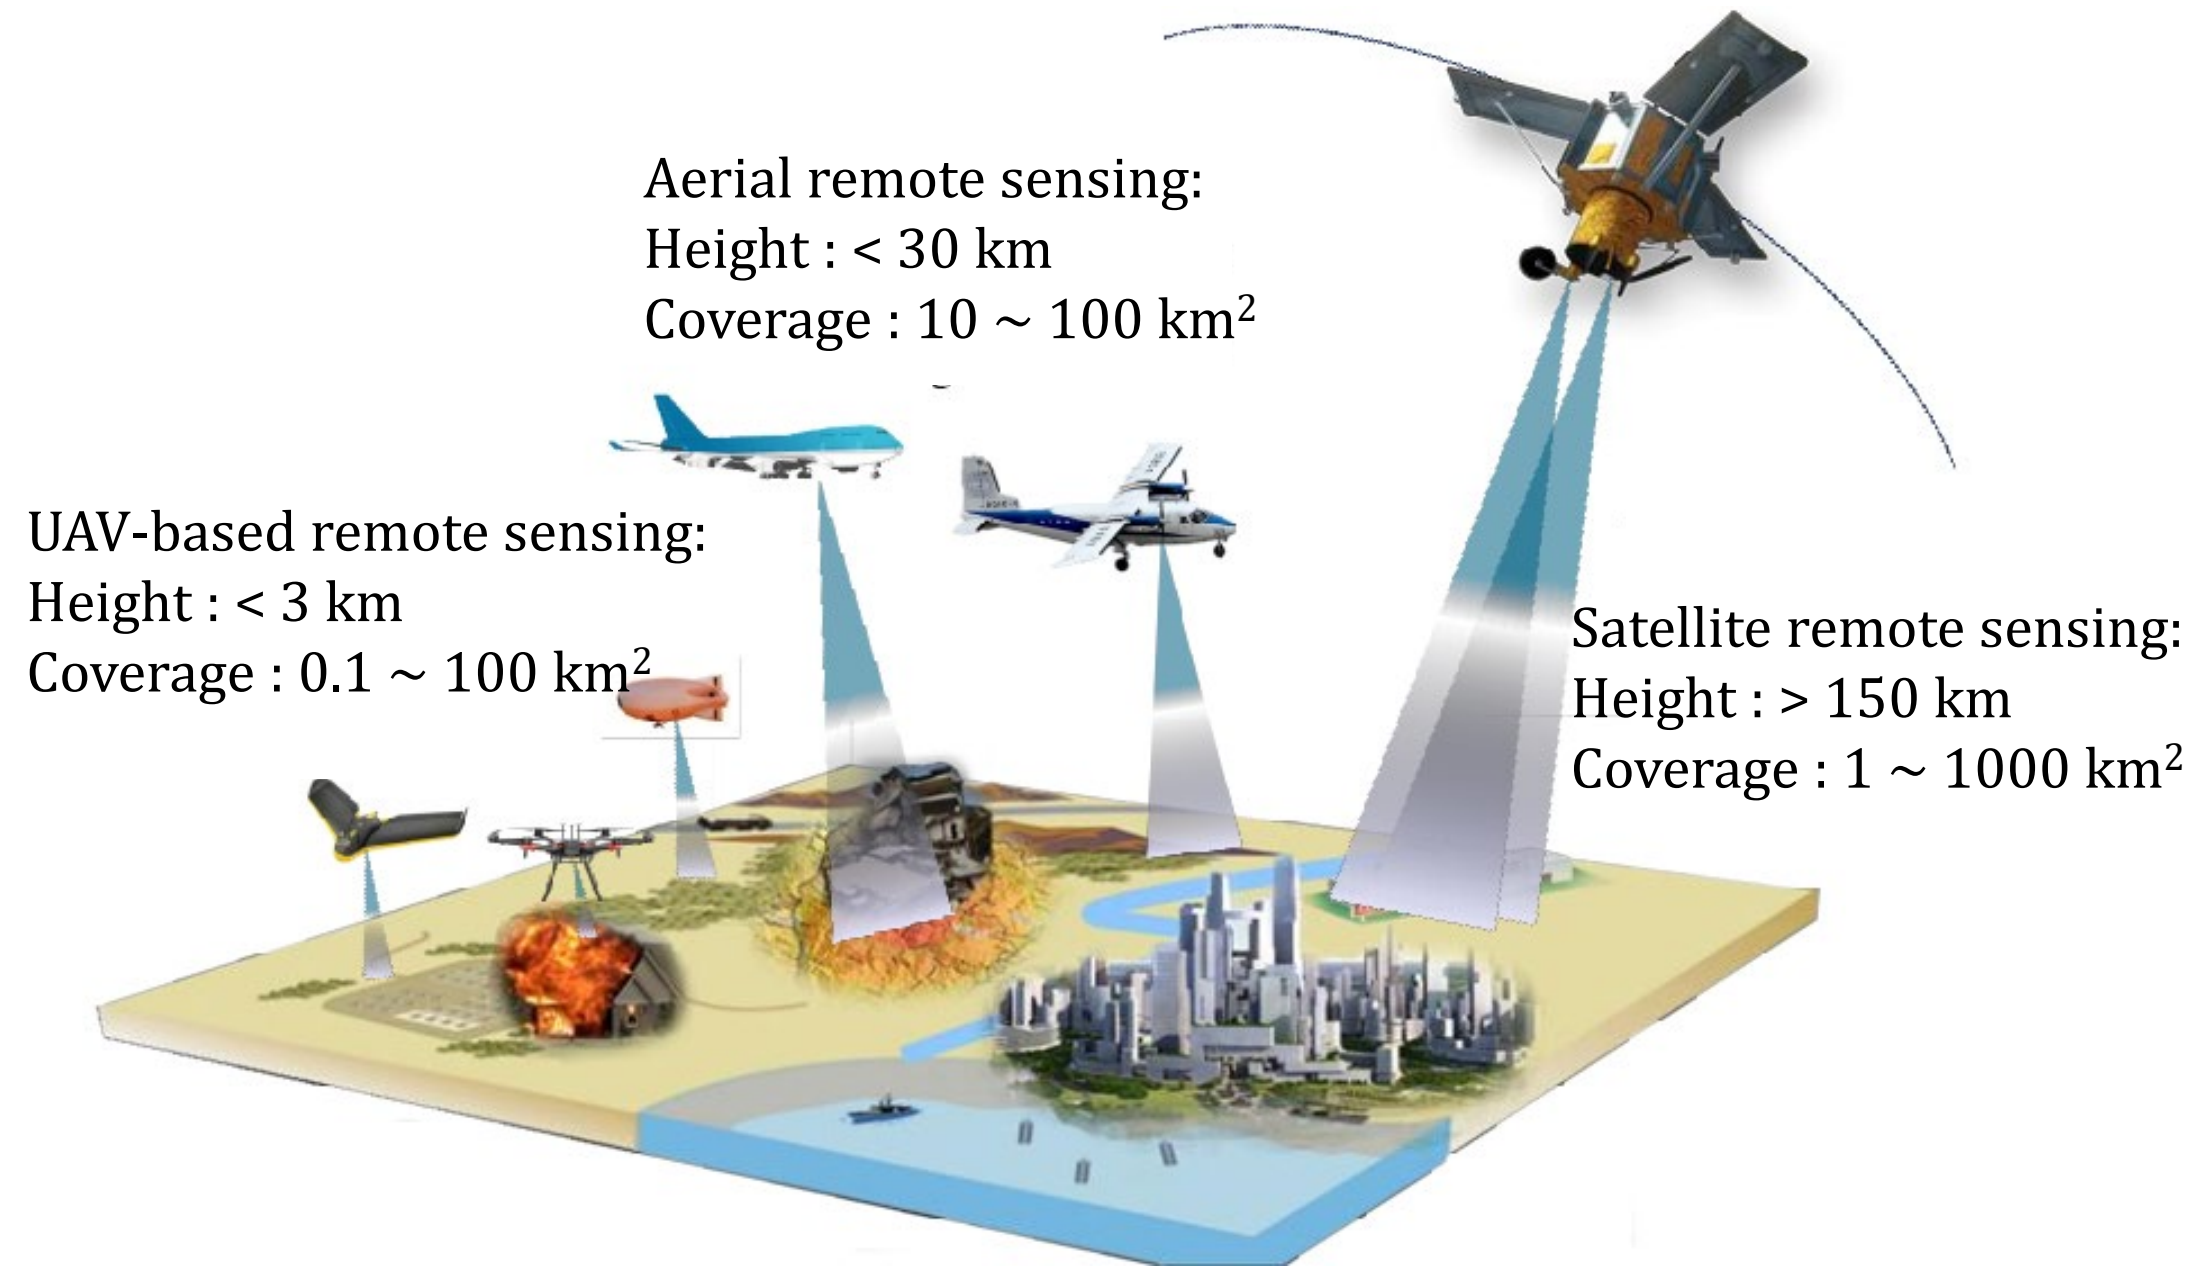 Aerial remote sensing:
Height : < 30 km
Coverage : 10 ~ 100 km²
UAV-based remote sensing:
Height : < 3 km
Coverage : 0.1 ~ 100 km²
Satellite remote sensing:
Height : > 150 km
Coverage : 1 ~ 1000 km²